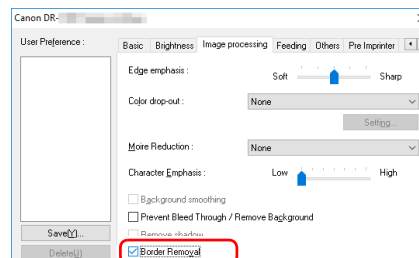 Canon DR-
User Preference :
Basic Brightness Image processing Feeding Others Pre Imprinter
Edge emphasis : Soft Sharp
Color drop-out : None
Setting...
Moire Reduction : None
Character Emphasis : Low High
Background smoothing
Prevent Bleed Through / Remove Background
Remove shadow
Save(Y)...
Border Removal
Delete(J)